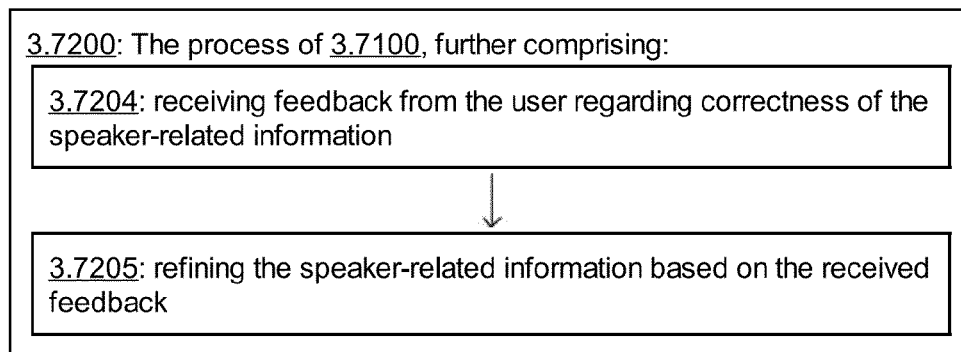 3.7200: The process of 3.7100, further comprising:
3.7204: receiving feedback from the user regarding correctness of the
speaker-related information
3.7205: refining the speaker-related information based on the received
feedback